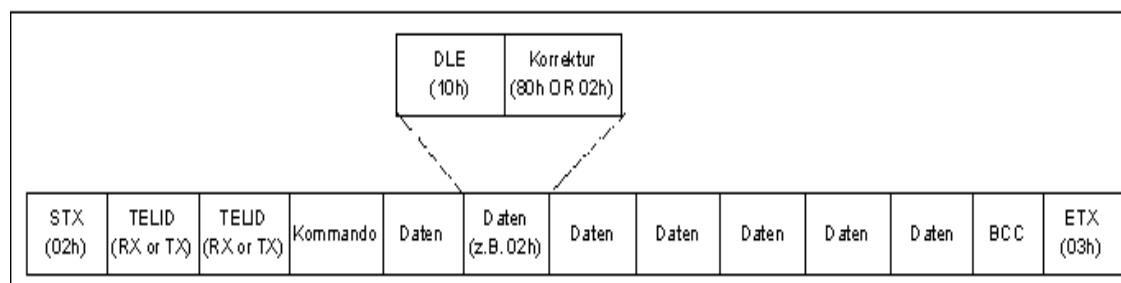 DLE
(10h)
Korrektur
(80h OR 02h)
STX
(02h)
TELID
(RX or TX)
TELID
(RX or TX)
Kommando
Daten
Daten
(z.B. 02h)
Daten
Daten
Daten
Daten
Daten
BCC
ETX
(03h)